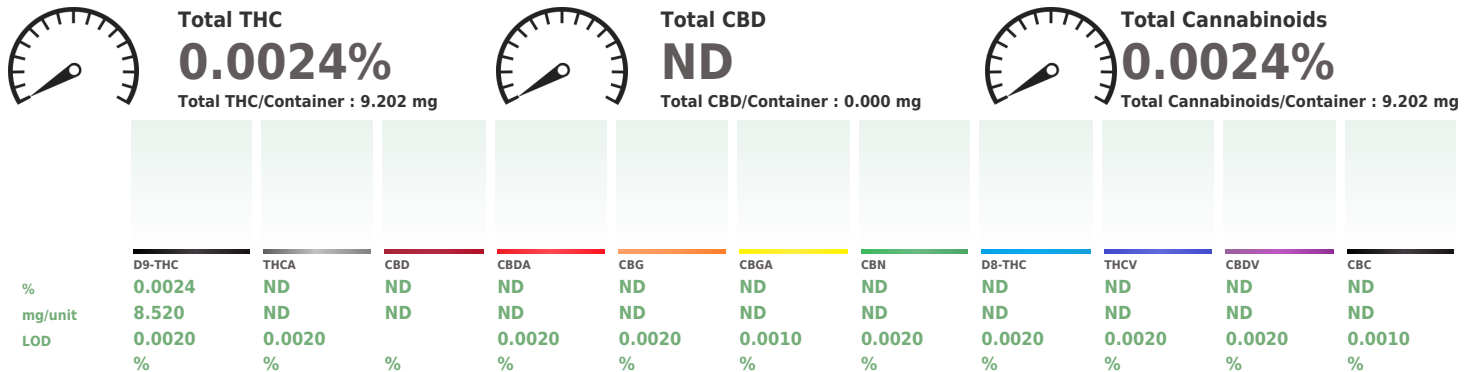 Total THC
0.0024%
Total THC/Container : 9.202 mg
Total CBD
ND
Total CBD/Container : 0.000 mg
Total Cannabinoids
0.0024%
Total Cannabinoids/Container : 9.202 mg
D9-THC THCA CBD CBDA CBG CBGA CBN D8-THC THCV CBDV CBC
% 0.0024 ND ND ND ND ND ND ND ND ND ND
mg/unit 8.520 ND ND ND ND ND ND ND ND ND ND
LOD 0.0020 0.0020 0.0020 0.0020 0.0010 0.0020 0.0020 0.0020 0.0020 0.0010
% % % % % % % % % %